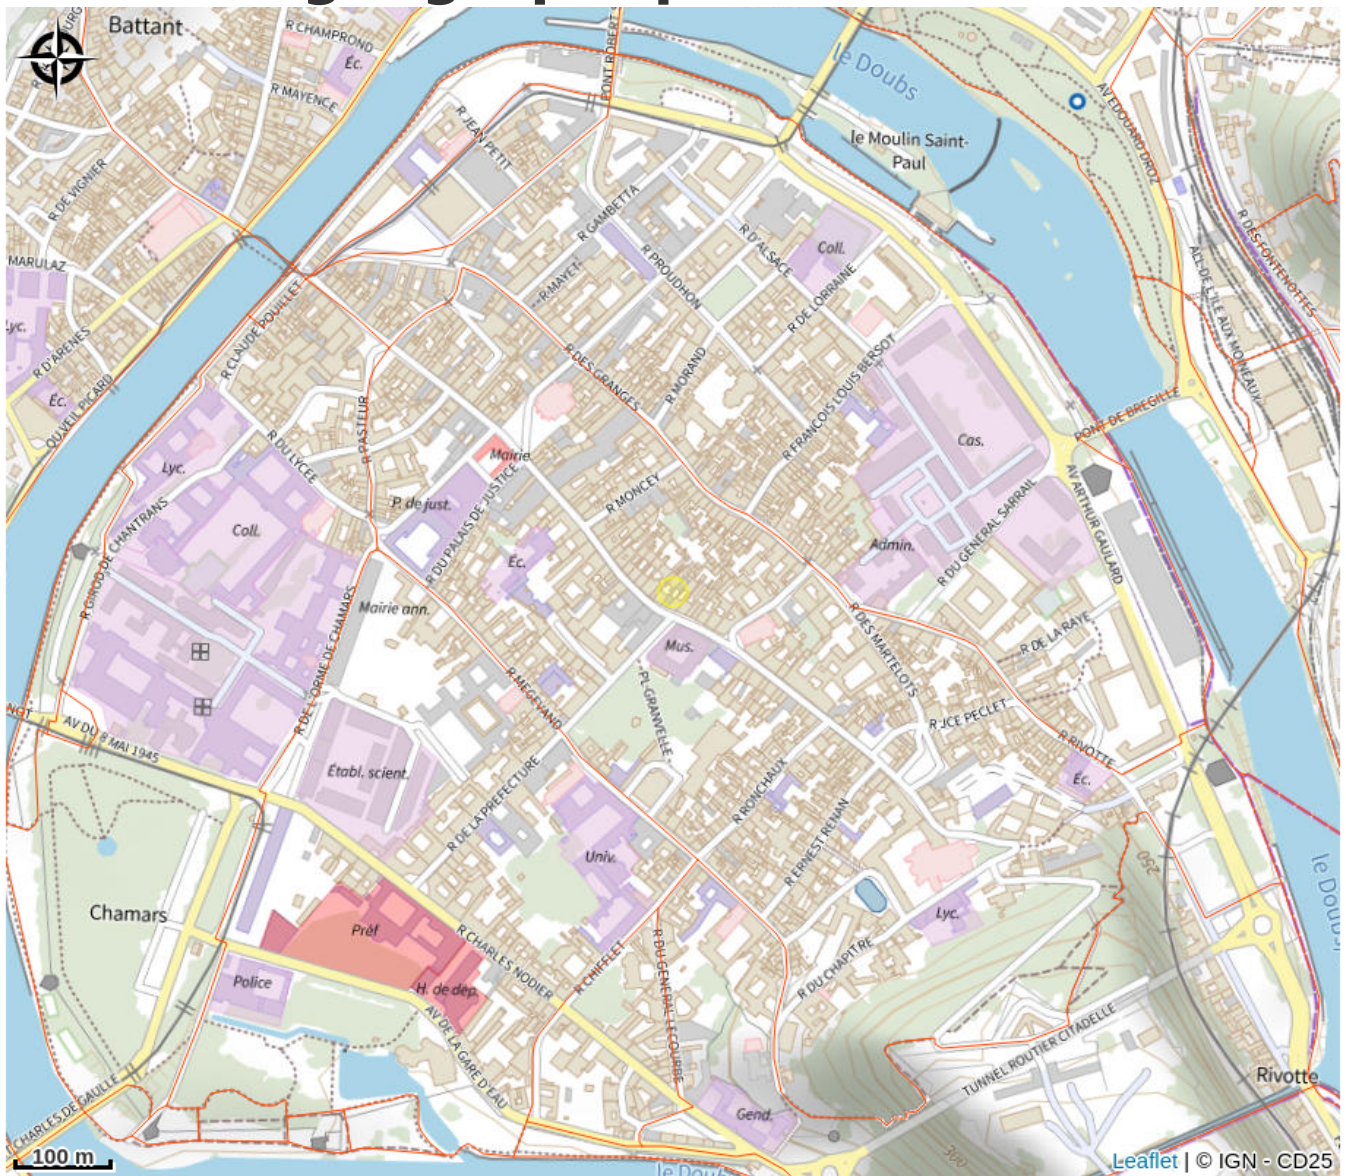 Battant
R CHAMPROND
Éc.
R MAYENCE
R JEAN PETIT
PONT ROBERT
le Doubs
AV EDOUARD DROZ
le Moulin Saint-
Paul
R DE VIGNIER
R GAMBETTA
R PROUDHON
R D'ALSACE
Coll.
R DES FONTENOTTES
ALL DE L'ILE AUX MOINEAUX
MARULAZ
R MAYET
R DE LORRAINE
Lyc.
R D'ARENES
R CLAUDE POUILLET
R DES GRANGES
R MORAND
R FRANCOIS LOUIS BERSOT
Éc.
QU VEIL PICARD
R PASTEUR
PONT DE BREGILLE
Cas.
R DU LYCEE
Mairie
Lyc.
P. de just.
R DU PALAIS DE JUSTICE
R MONCEY
AV ARTHUR GAULARD
R DU GENERAL SARRAIL
Coll.
R GIROD DE CHANTRANS
Éc.
Admin.
Mairie ann.
R DE L'ORME DE CHAMARS
R DES MARTELOTS
R DE LA RAYE
Mus.
R MEGEVAND
PL GRANVELLE
R JCE PECLET
R RIVOTTE
NOT
AV DU 8 MAI 1945
Établ. scient.
R DE LA PREFECTURE
R RONCHAUX
Éc.
R ERNEST RENAN
Univ.
250
le Doubs
Chamars
Préf
R CHARLES NODIER
Lyc.
R CHIFFLET
R DU GENERAL LECOURBE
R DU CHAPITRE
Police
H. de dep.
AV DE LA GARE D'EAU
TUNNEL ROUTIER CITADELLE
Rivotte
CHARLES DE GAULLE
Gend.
300
100 m
le Doubs
Leaflet | © IGN - CD25